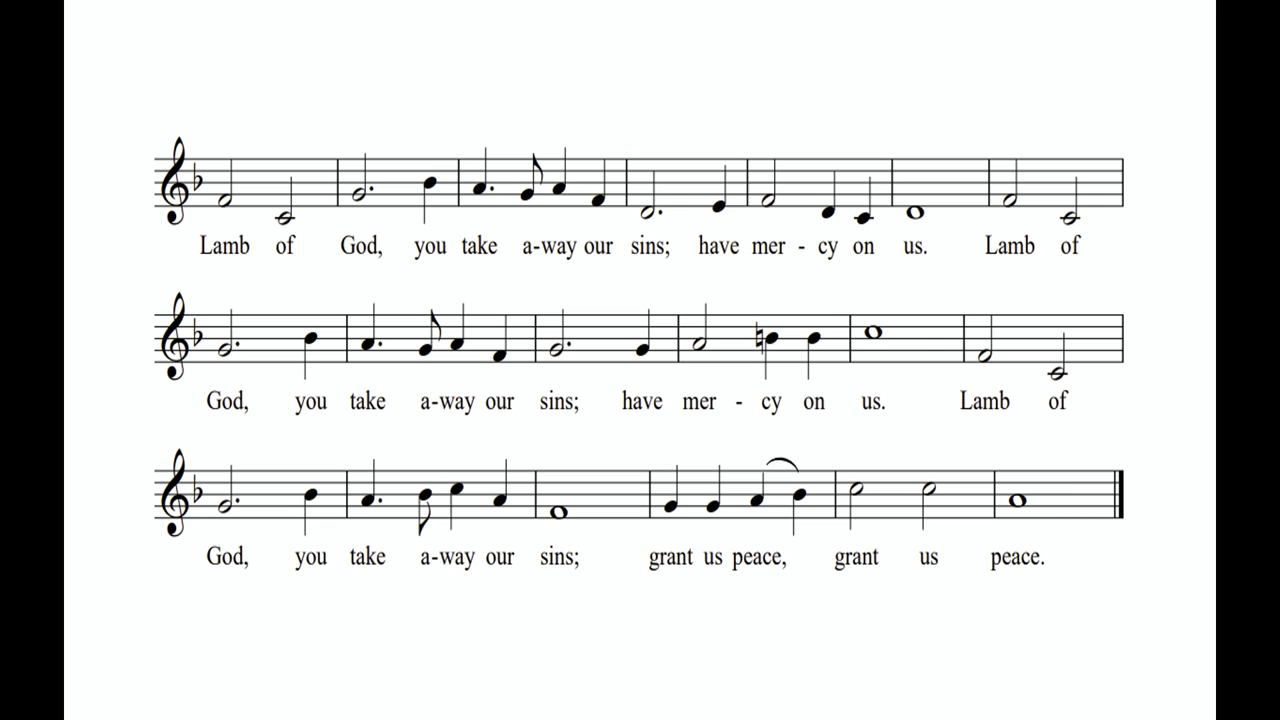 Lamb of God, you take a-way our sins; have mer - cy on us. Lamb of
God, you take a-way our sins; have mer - cy on us. Lamb of
God, you take a-way our sins; grant us peace, grant us peace.